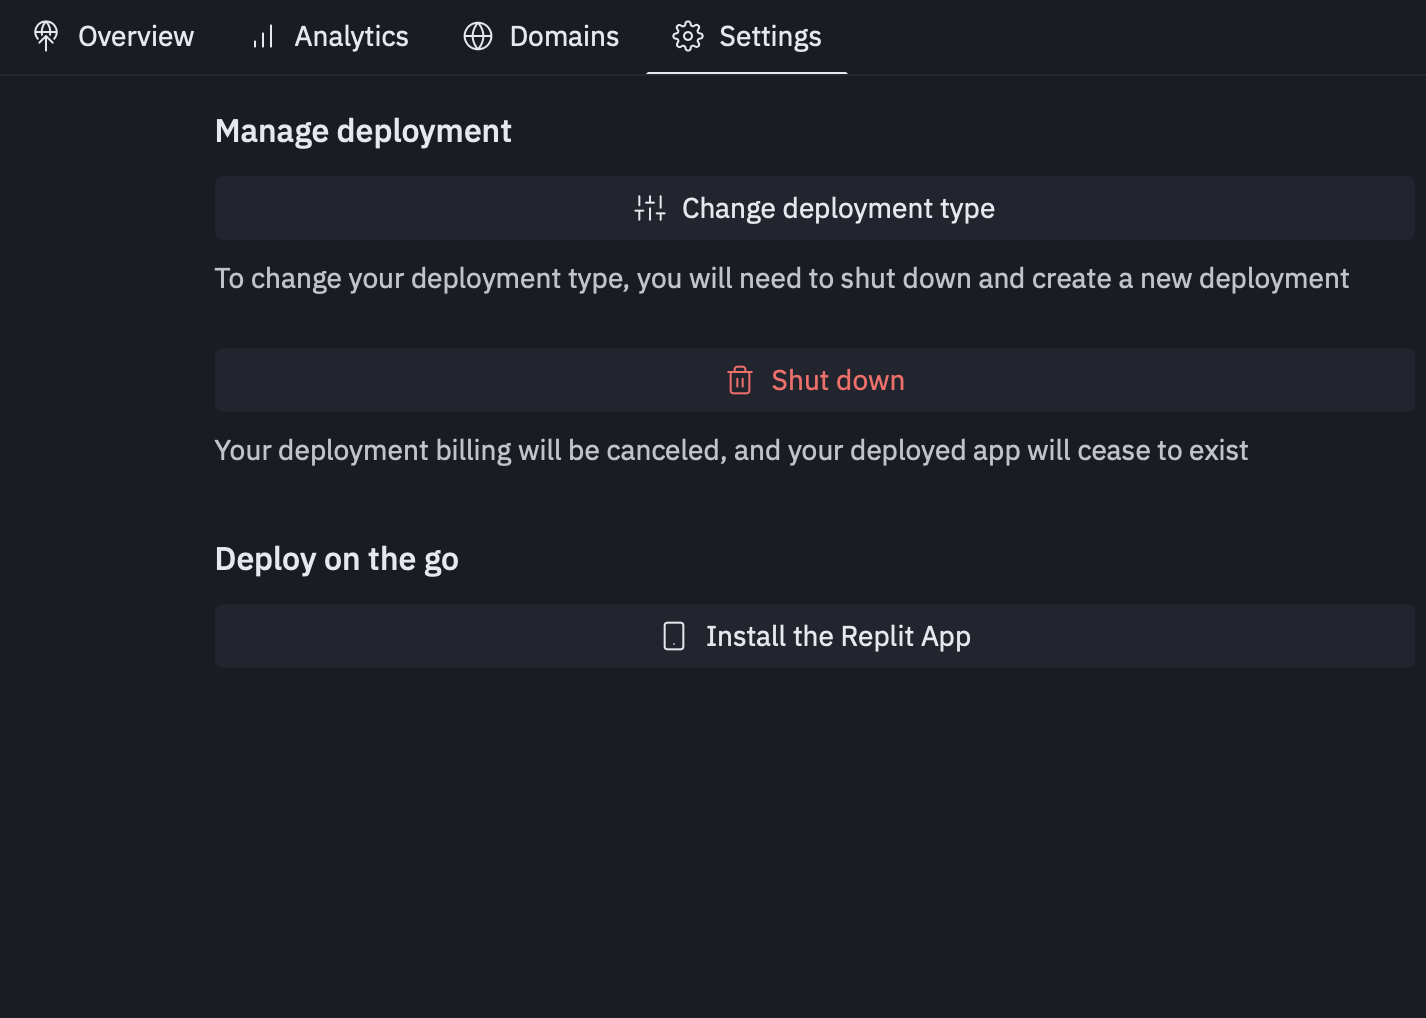 Overview Analytics Domains Settings
Manage deployment
Change deployment type
To change your deployment type, you will need to shut down and create a new deployment
Shut down
Your deployment billing will be canceled, and your deployed app will cease to exist
Deploy on the go
Install the Replit App